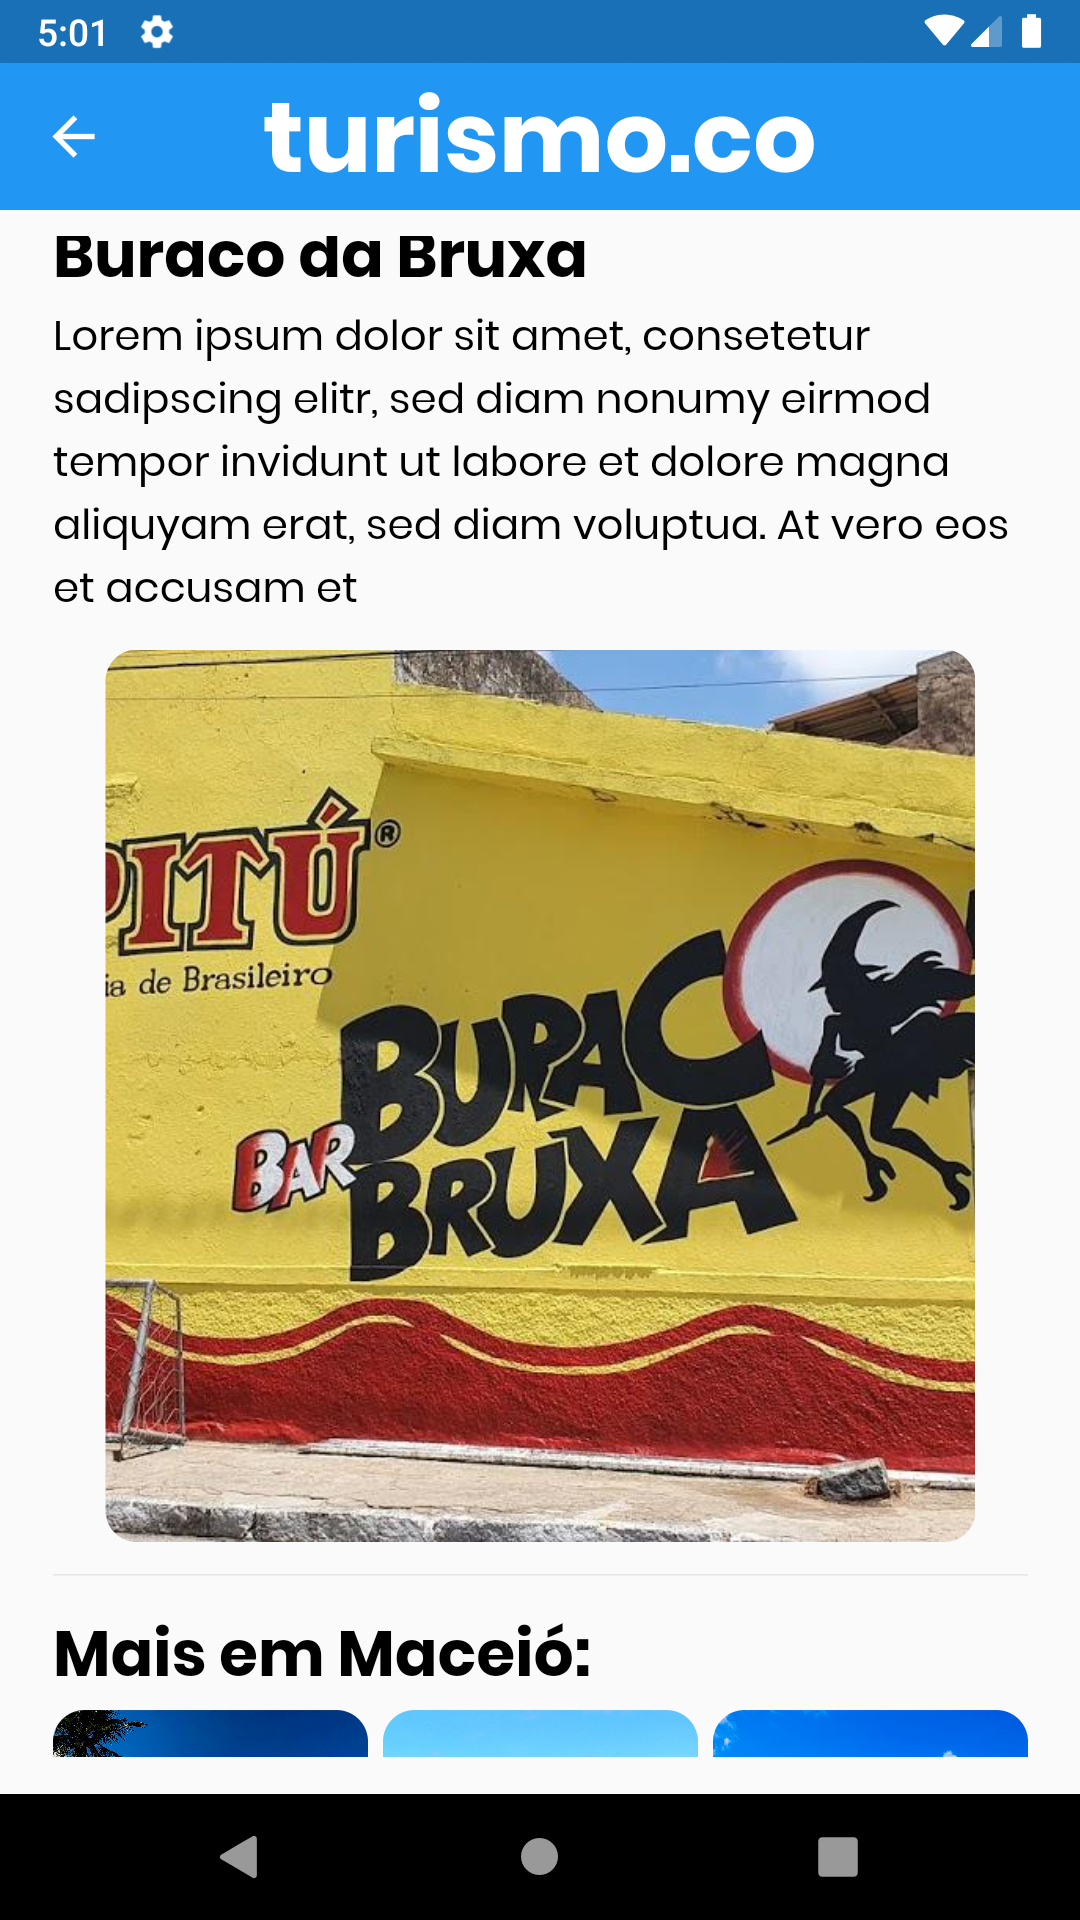 5:01
turismo.co
Buraco da Bruxa
Lorem ipsum dolor sit amet, consetetur
sadipscing elitr, sed diam nonumy eirmod
tempor invidunt ut labore et dolore magna
aliquyam erat, sed diam voluptua. At vero eos
et accusam et
PITÚ®
ia de Brasileiro
BURACO
BAR BRUXA
Mais em Maceió: